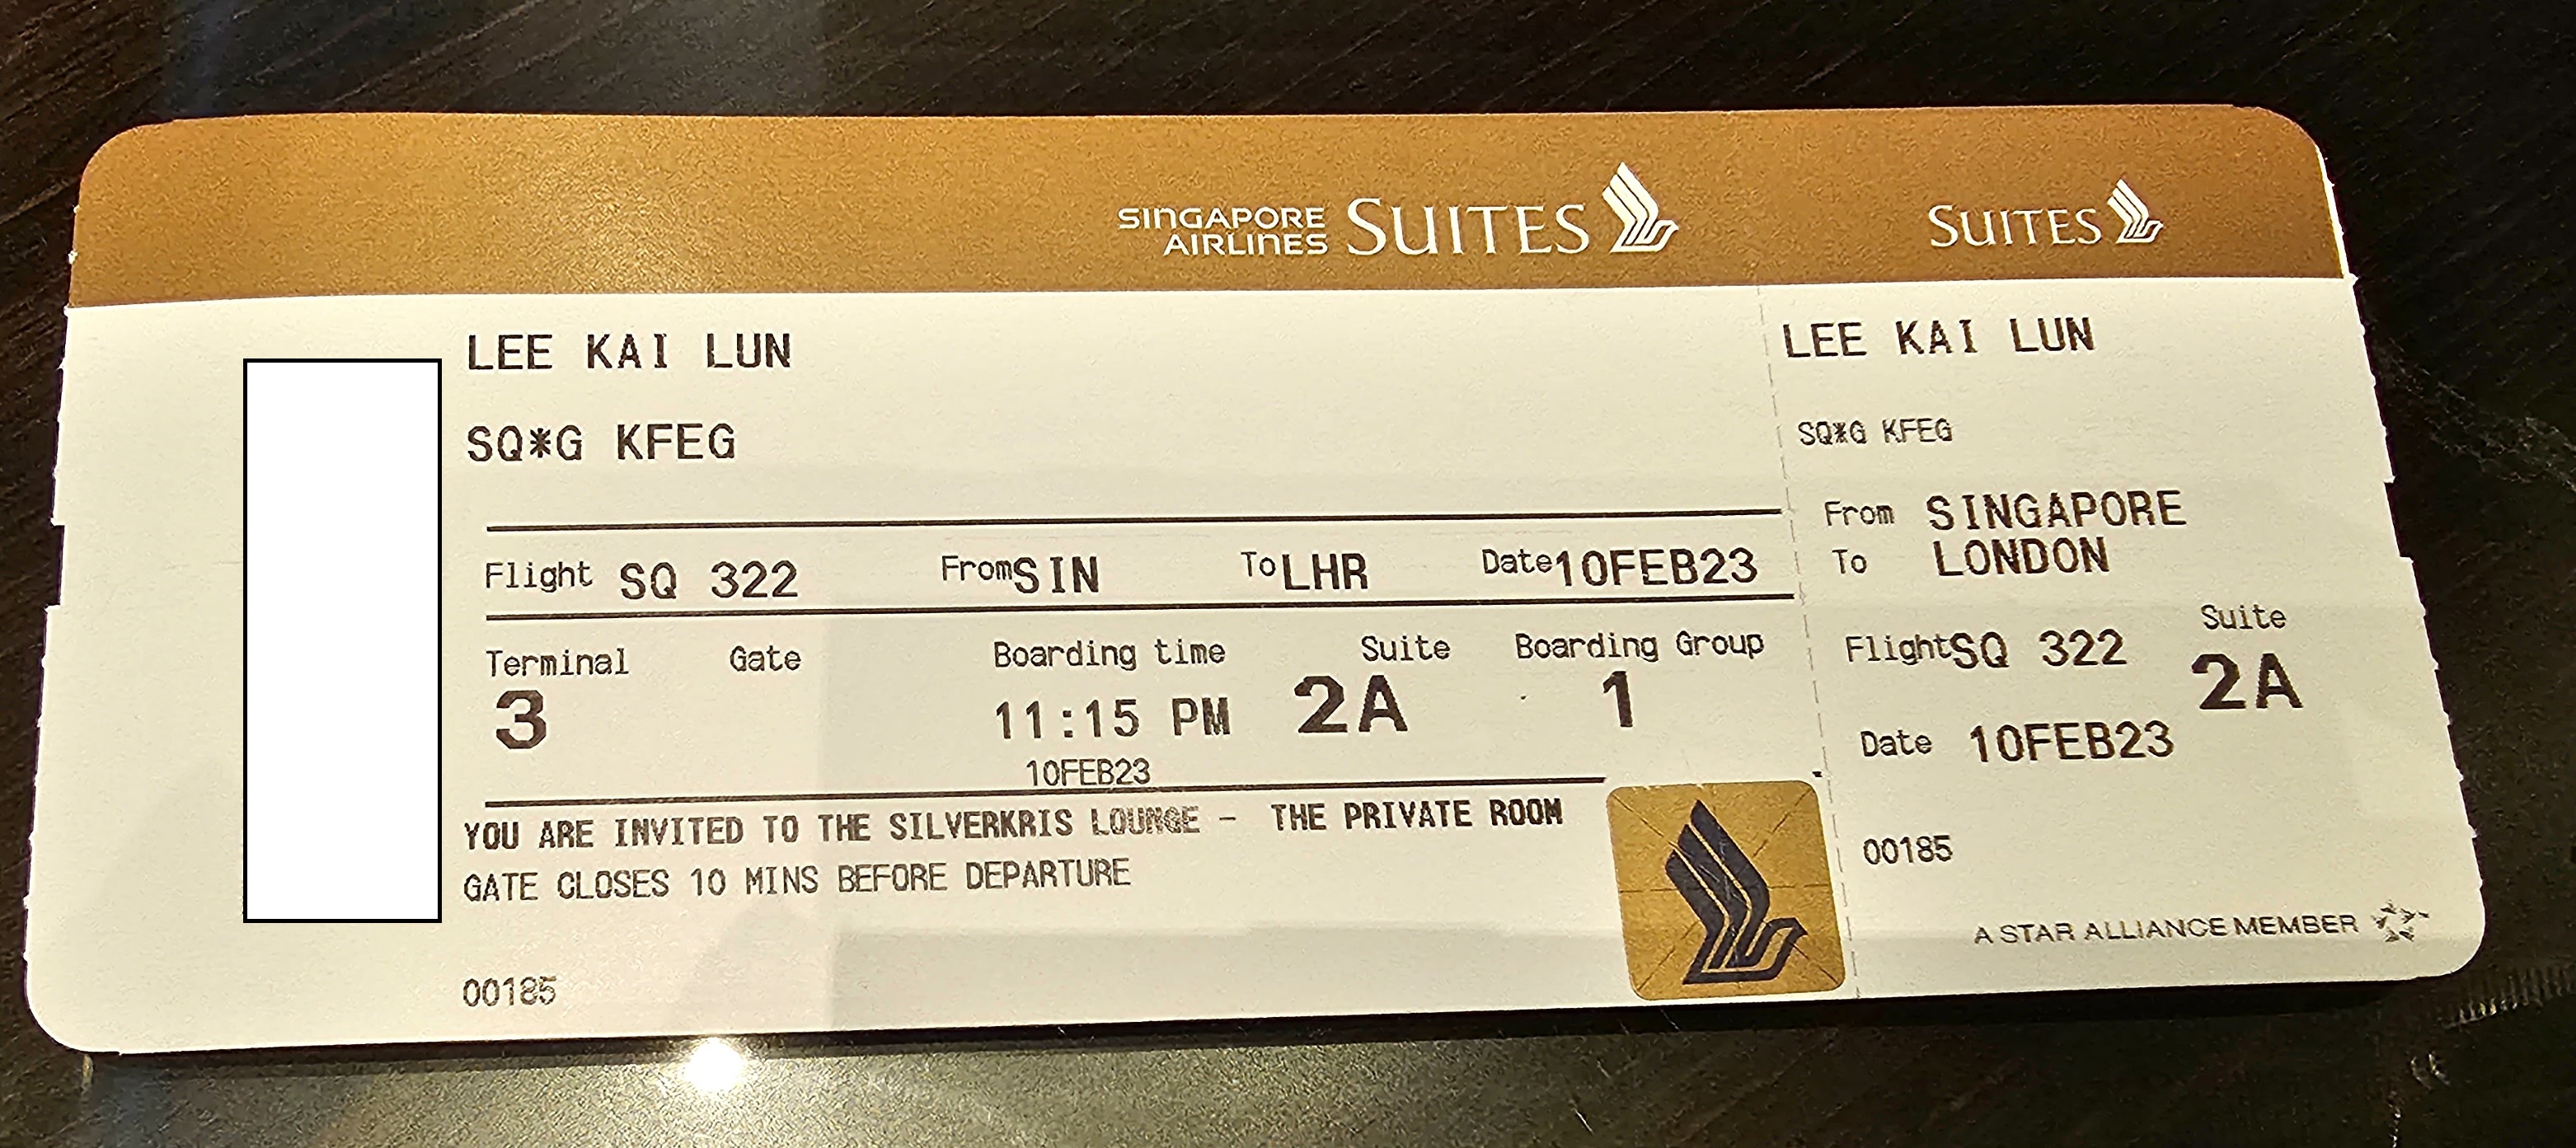 SINGAPORE AIRLINES SUITES
LEE KAI LUN
SQ*G KFEG
Flight SQ 322 From SIN To LHR Date 10FEB23
Terminal Gate Boarding time Suite Boarding Group
3 11:15 PM 2A 1
10FEB23
YOU ARE INVITED TO THE SILVERKRIS LOUNGE - THE PRIVATE ROOM
GATE CLOSES 10 MINS BEFORE DEPARTURE
00185
SUITES
LEE KAI LUN
SQ*G KFEG
From SINGAPORE
To LONDON
Suite
Flight SQ 322 2A
Date 10FEB23
00185
A STAR ALLIANCE MEMBER